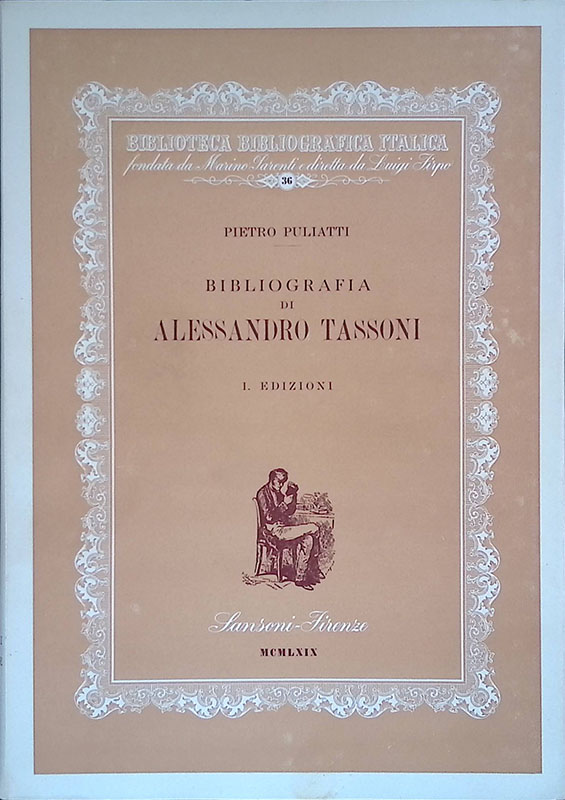 BIBLIOTECA BIBLIOGRAFICA ITALICA
fondata da Marino Parenti e diretta da Luigi Firpo
36
PIETRO PULIATTI
BIBLIOGRAFIA
DI
ALESSANDRO TASSONI
I. EDIZIONI
Sansoni-Firenze
MCMLXIX